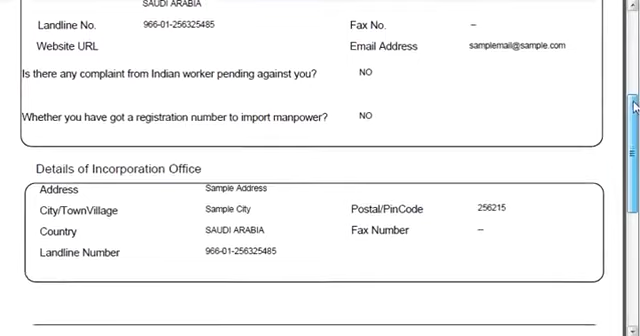 SAUDI ARABIA
Landline No. 966-01-256325485 Fax No. --
Website URL Email Address samplemail@sample.com
Is there any complaint from Indian worker pending against you? NO
Whether you have got a registration number to import manpower? NO
Details of Incorporation Office
Address Sample Address
City/TownVillage Sample City Postal/PinCode 256215
Country SAUDI ARABIA Fax Number --
Landline Number 966-01-256325485